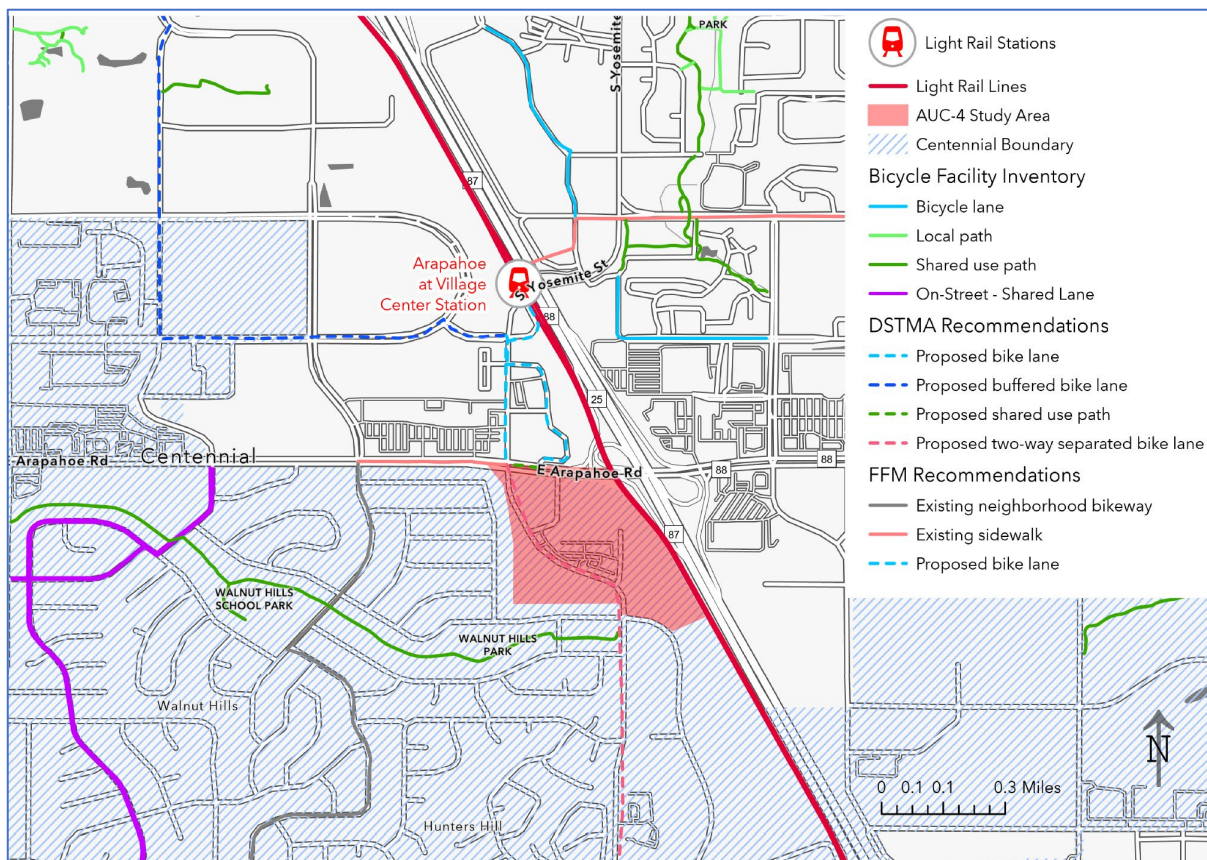 PARK
S Yosemite
87
Arapahoe
at Village
Center Station
S Yosemite St
88
25
Arapahoe Rd
Centennial
E Arapahoe Rd
88
88
87
WALNUT HILLS
SCHOOL PARK
WALNUT HILLS
PARK
Walnut Hills
Hunters Hill
Light Rail Stations
Light Rail Lines
AUC-4 Study Area
Centennial Boundary
Bicycle Facility Inventory
Bicycle lane
Local path
Shared use path
On-Street - Shared Lane
DSTMA Recommendations
Proposed bike lane
Proposed buffered bike lane
Proposed shared use path
Proposed two-way separated bike lane
FFM Recommendations
Existing neighborhood bikeway
Existing sidewalk
Proposed bike lane
N
0 0.1 0.1 0.3 Miles